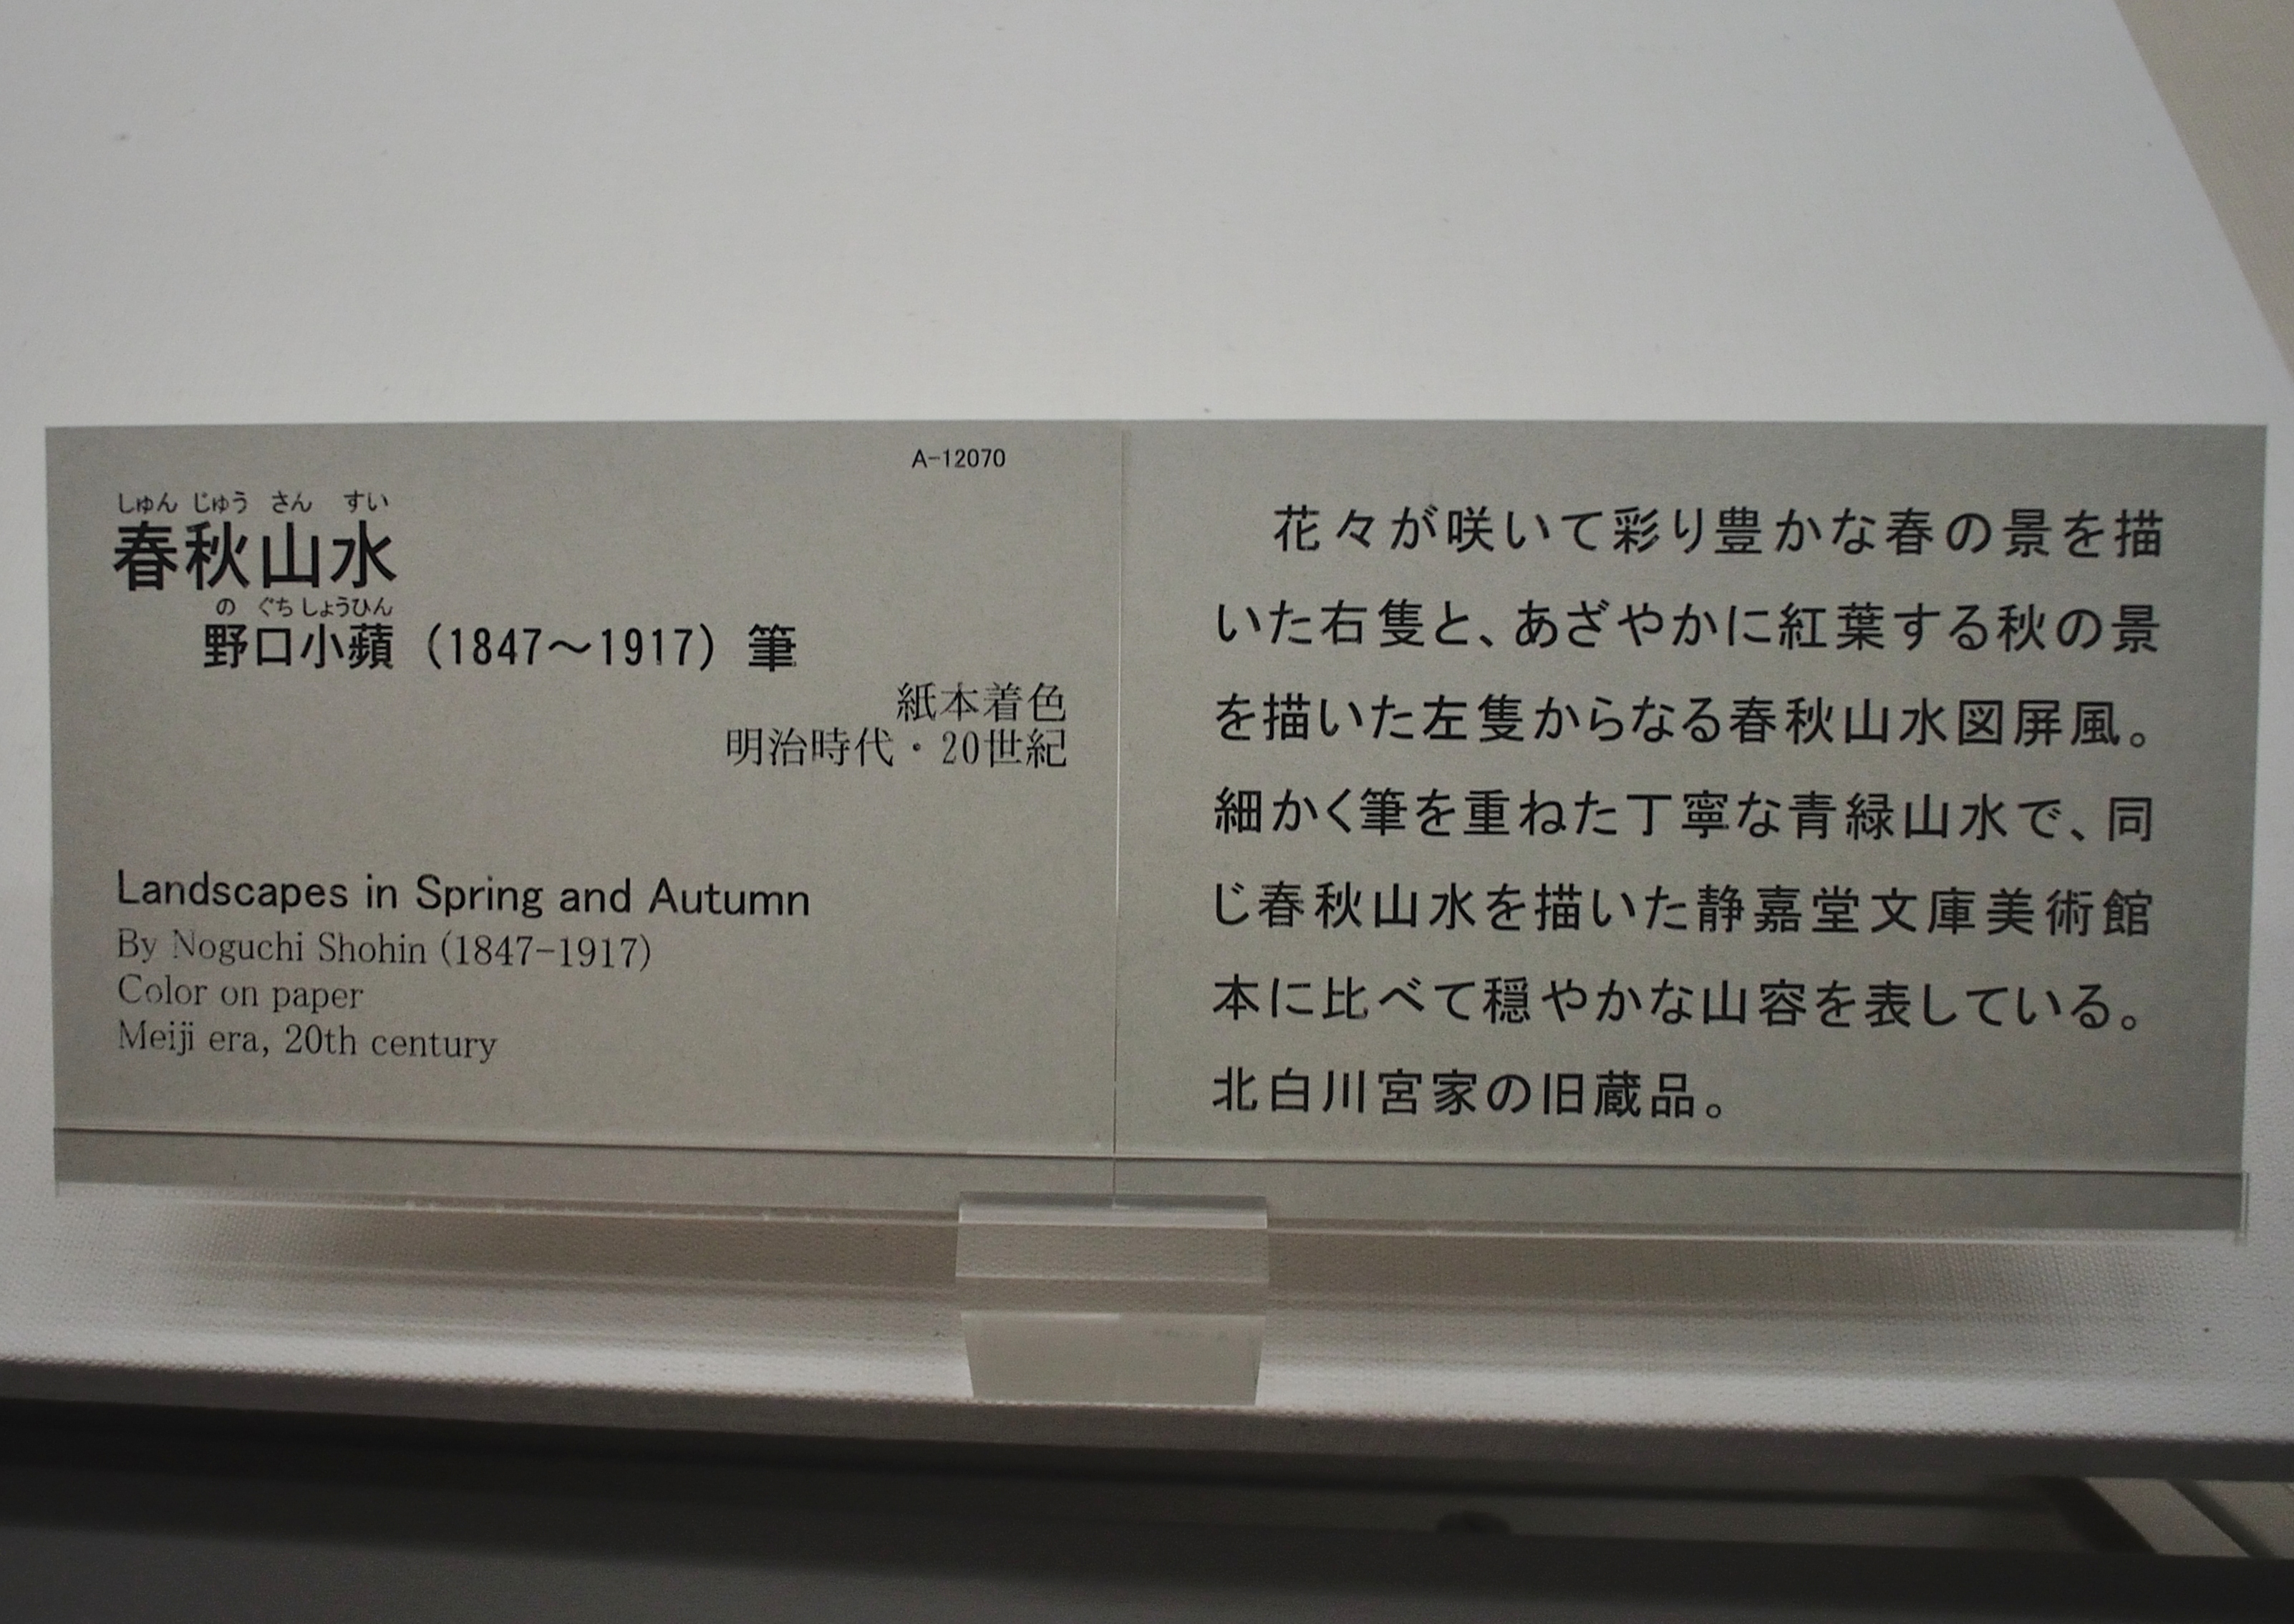 A-12070
しゅんじゅうさんすい
春秋山水
のぐちしょうひん
野口小蘋（1847～1917）筆
紙本着色
明治時代・20世紀
Landscapes in Spring and Autumn
By Noguchi Shohin (1847-1917)
Color on paper
Meiji era, 20th century
花々が咲いて彩り豊かな春の景を描
いた右隻と、あざやかに紅葉する秋の景
を描いた左隻からなる春秋山水図屏風。
細かく筆を重ねた丁寧な青緑山水で、同
じ春秋山水を描いた静嘉堂文庫美術館
本に比べて穏やかな山容を表している。
北白川宮家の旧蔵品。